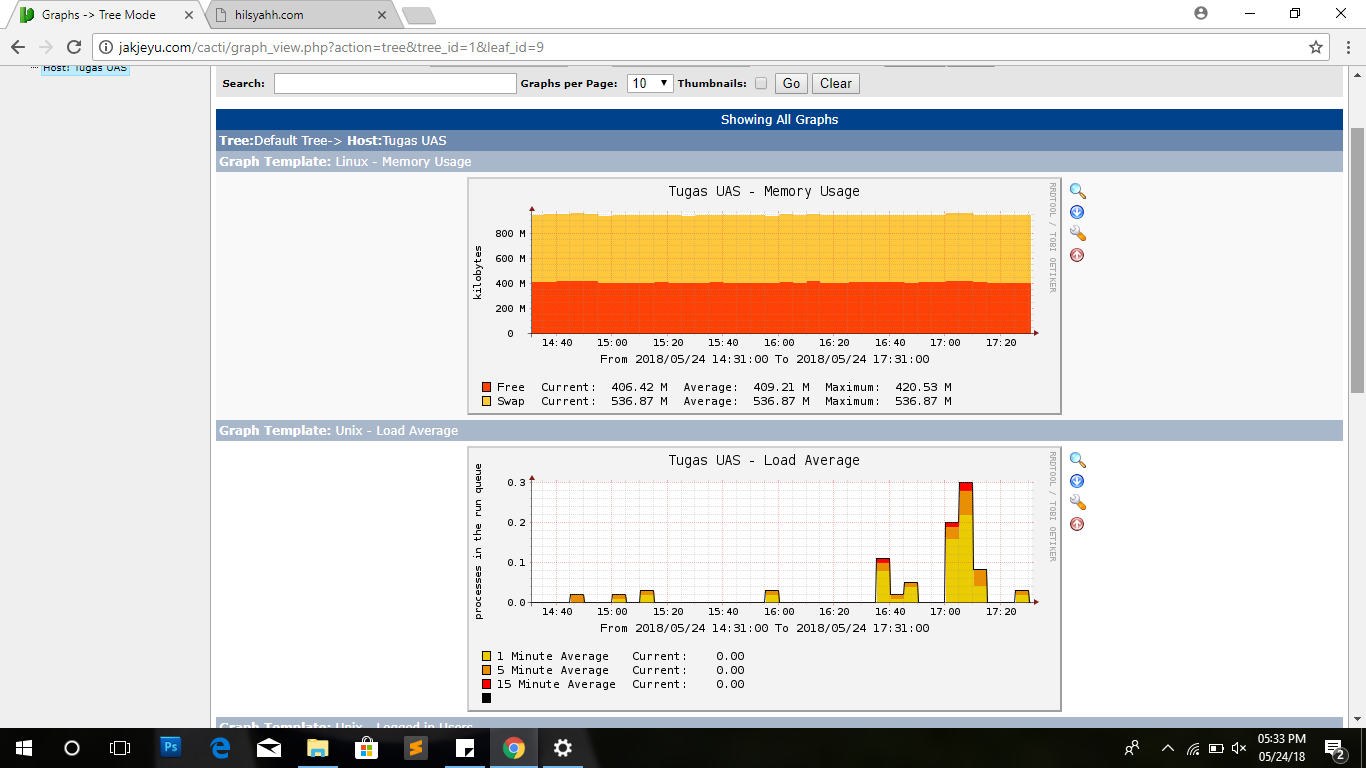 Graphs -> Tree Mode
hilsyahh.com
jakjeyu.com/cacti/graph_view.php?action=tree&tree_id=1&leaf_id=9
Host: Tugas UAS
Search: Graphs per Page: 10 Thumbnails: Go Clear
Showing All Graphs
Tree:Default Tree-> Host:Tugas UAS
Graph Template: Linux - Memory Usage
Tugas UAS - Memory Usage
RRDTOOL / TOBI OETIKER
kilobytes
800 M
600 M
400 M
200 M
0
14:40 15:00 15:20 15:40 16:00 16:20 16:40 17:00 17:20
From 2018/05/24 14:31:00 To 2018/05/24 17:31:00
Free Current: 406.42 M Average: 409.21 M Maximum: 420.53 M
Swap Current: 536.87 M Average: 536.87 M Maximum: 536.87 M
Graph Template: Unix - Load Average
Tugas UAS - Load Average
RRDTOOL / TOBI OETIKER
processes in the run queue
0.3
0.2
0.1
0.0
14:40 15:00 15:20 15:40 16:00 16:20 16:40 17:00 17:20
From 2018/05/24 14:31:00 To 2018/05/24 17:31:00
1 Minute Average Current: 0.00
5 Minute Average Current: 0.00
15 Minute Average Current: 0.00
Graph Template: Unix - Logged in Users
Ps
05:33 PM
05/24/18
2